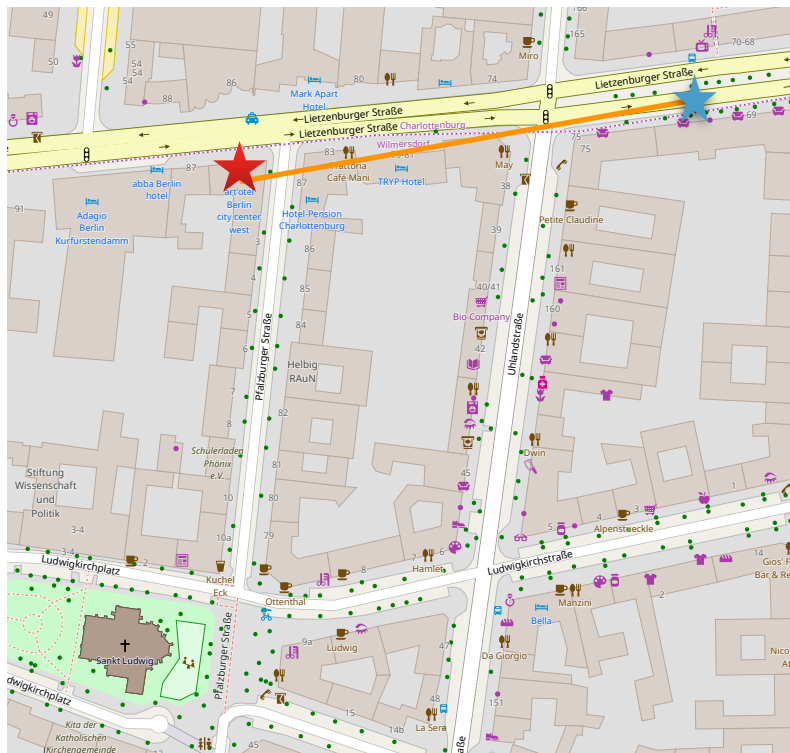 49
166
55
165
Miro
70-68
50
54
54
54
86
80
74
Lietzenburger Straße
88
Mark Apart
Hotel
Lietzenburger Straße
69
Lietzenburger Straße
Charlottenburg
Wilmersdorf
87
83
May
75
75
Café Mani
TRYP Hotel
abba Berlin
hotel
87
38
91
Adagio
Berlin
Kurfürstendamm
art'otel
Berlin
city center
west
Hotel-Pension
Charlottenburg
Petite Claudine
3
86
39
4
85
161
40/41
5
84
Bio Company
160
Pfalzburger Straße
Uhlandstraße
6
42
Helbig
RAuN
7
82
8
Schülerladen
Phönix
e.V.
Dwin
81
45
Stiftung
Wissenschaft
und
Politik
10
80
1
4
3
5
Alpenstueckle
3-4
79
10a
3-4
2
6
7
Ludwigkirchplatz
Ludwigkirchstraße
14
Kuchel
Eck
8
Hamlet
Gios' F
Bar & Re
Ottenthal
Manzini
2
Bella
Pfalzburger Straße
9a
Ludwig
47
Da Giorgio
Sankt Ludwig
Nico
At
dwigkirchplatz
48
151
15
La Sera
14b
Kita der
Katholischen
Kirchengemeinde
45
aße